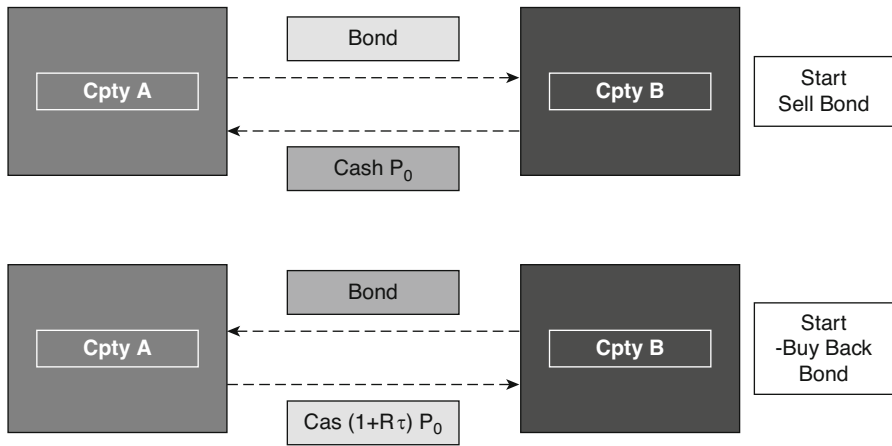 Bond
Cpty A
Cpty B
Start
Sell Bond
Cash P₀
Bond
Cpty A
Cpty B
Start
-Buy Back
Bond
Cas (1+Rτ) P₀